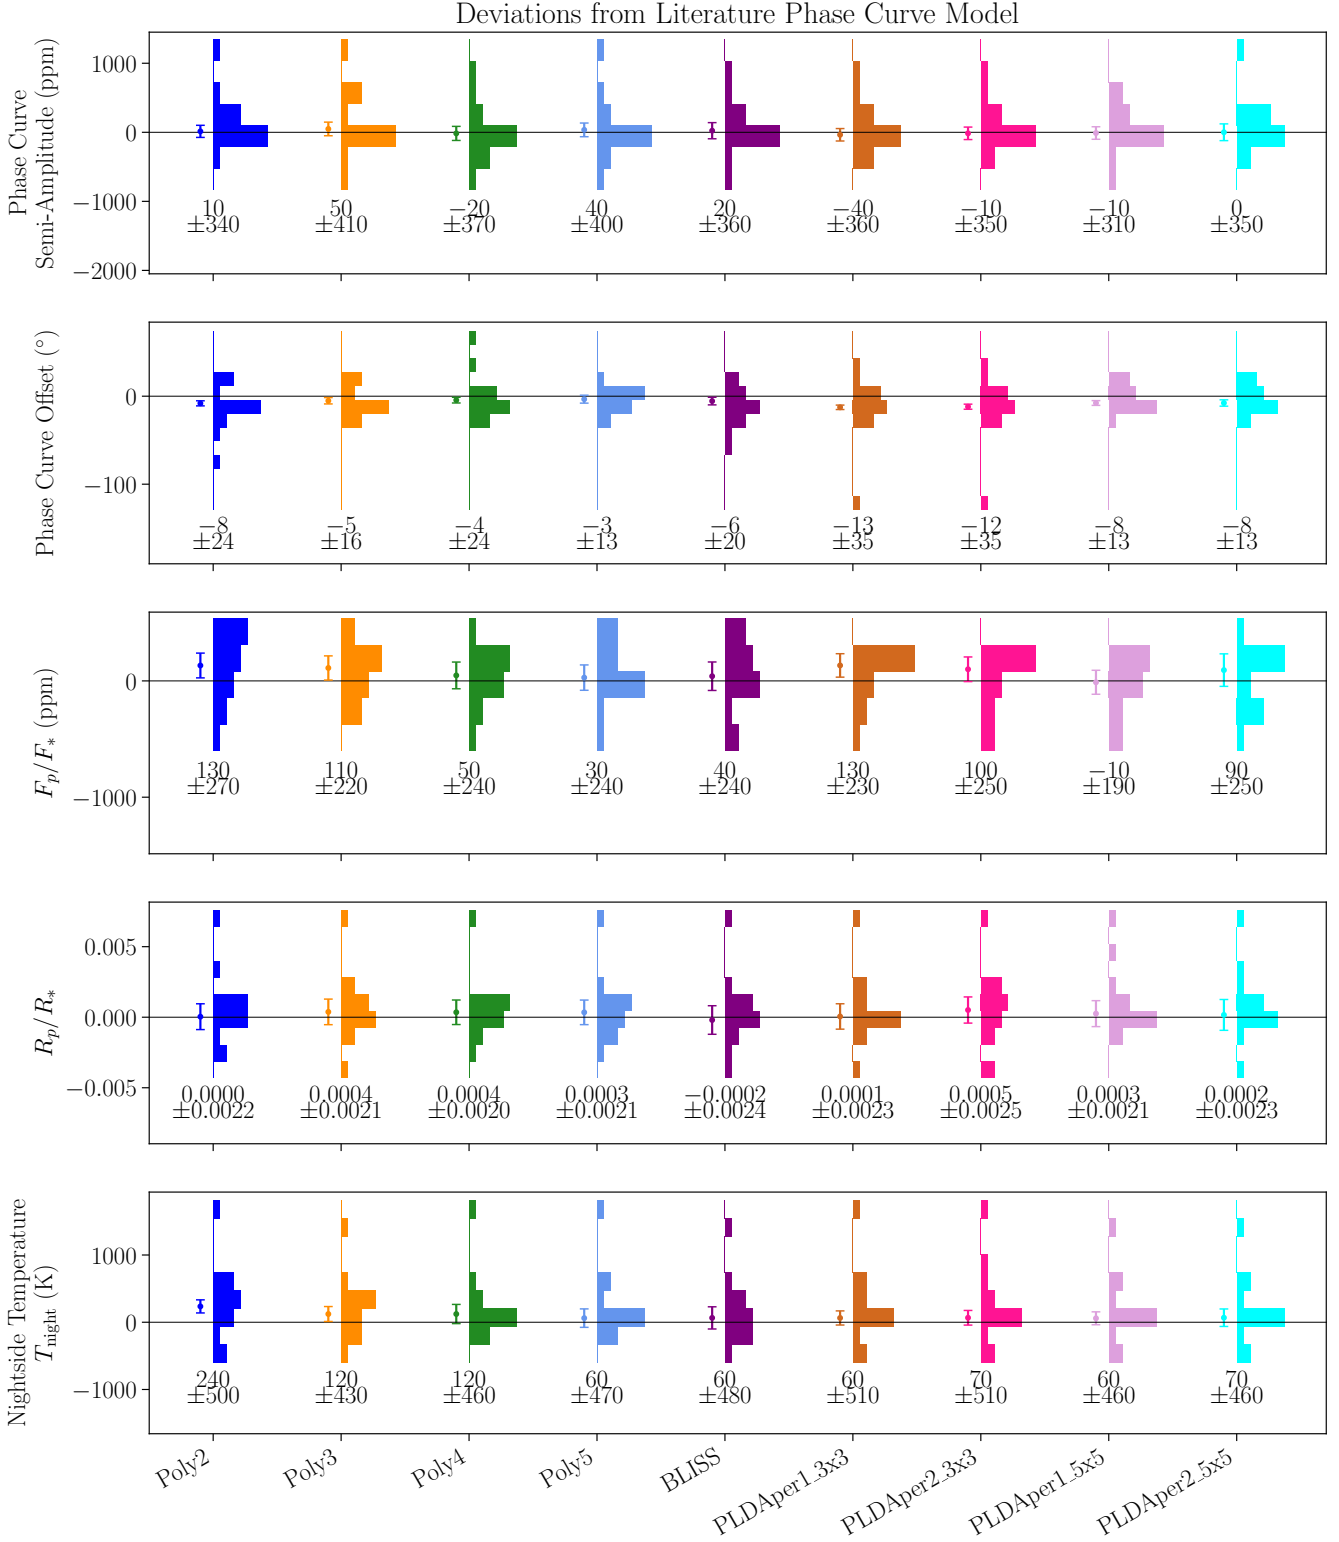 Deviations from Literature Phase Curve Model
Phase Curve
Semi-Amplitude (ppm)
1000
0
−1000
−2000
10 50 −20 40 20 −40 −10 −10 0
±340 ±410 ±370 ±400 ±360 ±360 ±350 ±310 ±350
Phase Curve Offset (°)
0
−100
−8 −5 −4 −3 −6 −13 −12 −8 −8
±24 ±16 ±24 ±13 ±20 ±35 ±35 ±13 ±13
F_p/F_* (ppm)
0
−1000
130 110 50 30 40 130 100 −10 90
±270 ±220 ±240 ±240 ±240 ±230 ±250 ±190 ±250
R_p/R_*
0.005
0.000
−0.005
0.0000 0.0004 0.0004 0.0003 −0.0002 0.0001 0.0005 0.0003 0.0002
±0.0022 ±0.0021 ±0.0020 ±0.0021 ±0.0024 ±0.0023 ±0.0025 ±0.0021 ±0.0023
Nightside Temperature
T_night (K)
1000
0
−1000
240 120 120 60 60 60 70 60 70
±500 ±430 ±460 ±470 ±480 ±510 ±510 ±460 ±460
Poly2
Poly3
Poly4
Poly5
BLISS
PLDAper1_3x3
PLDAper2_3x3
PLDAper1_5x5
PLDAper2_5x5